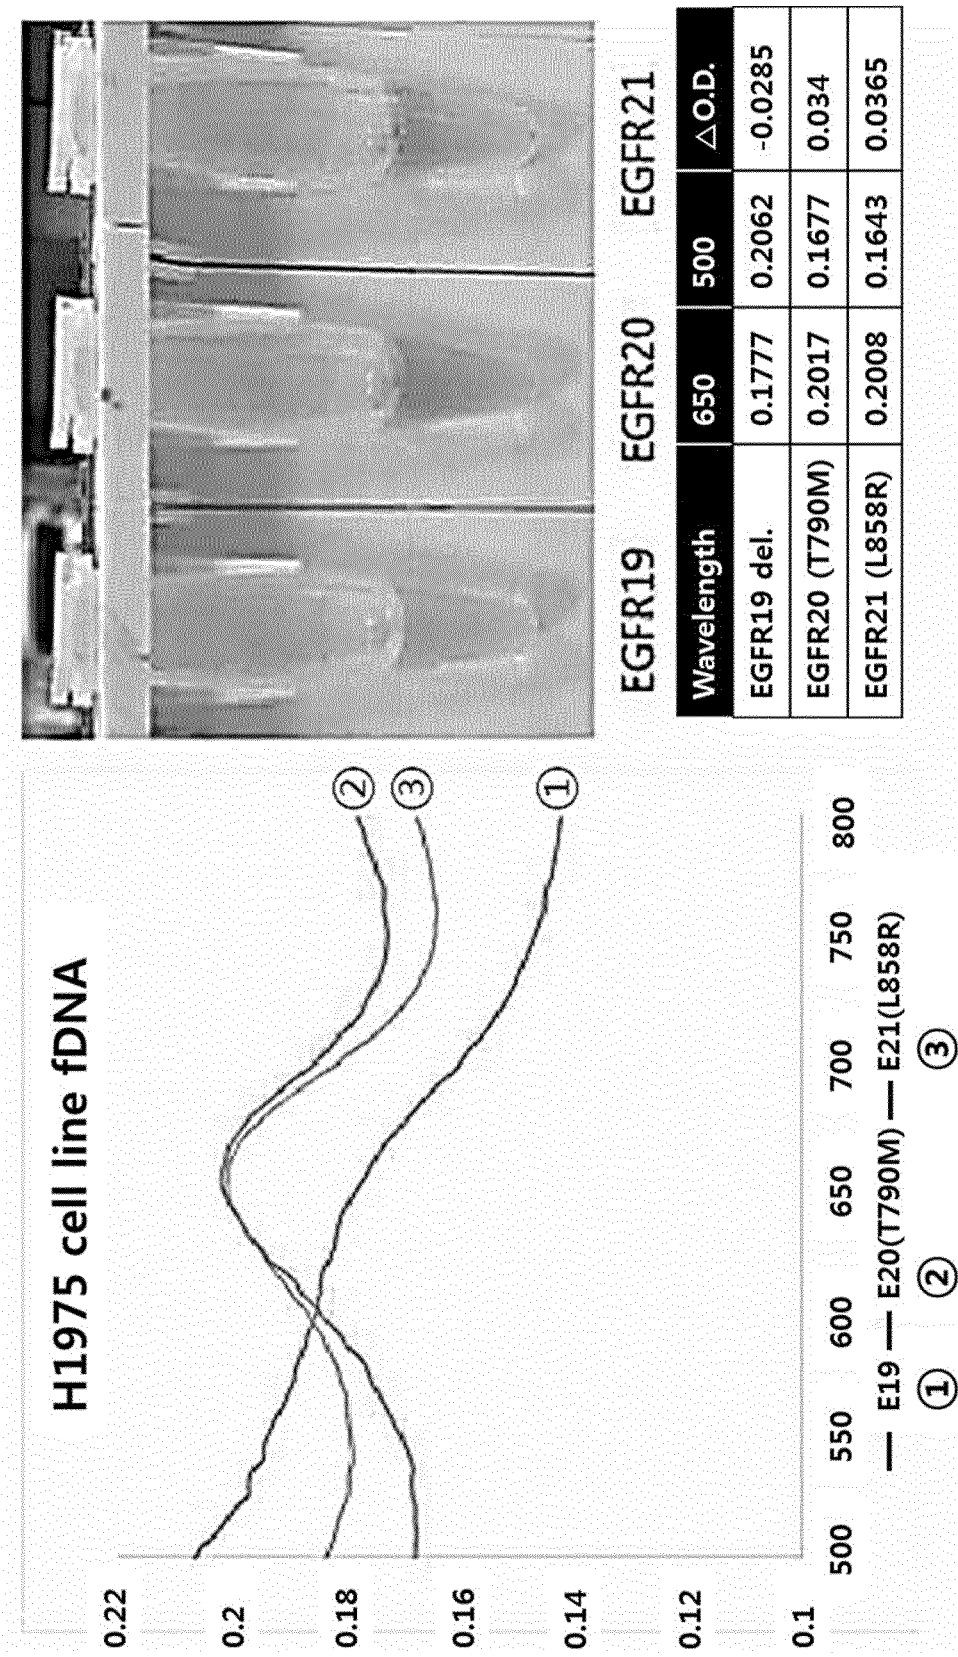 H1975 cell line fDNA
0.22
0.2
0.18
0.16
0.14
0.12
0.1
500 550 600 650 700 750 800
②
③
①
E19 E20(T790M) E21(L858R)
① ② ③
EGFR19 EGFR20 EGFR21
Wavelength 650 500 △O.D.
EGFR19 del. 0.1777 0.2062 -0.0285
EGFR20 (T790M) 0.2017 0.1677 0.034
EGFR21 (L858R) 0.2008 0.1643 0.0365